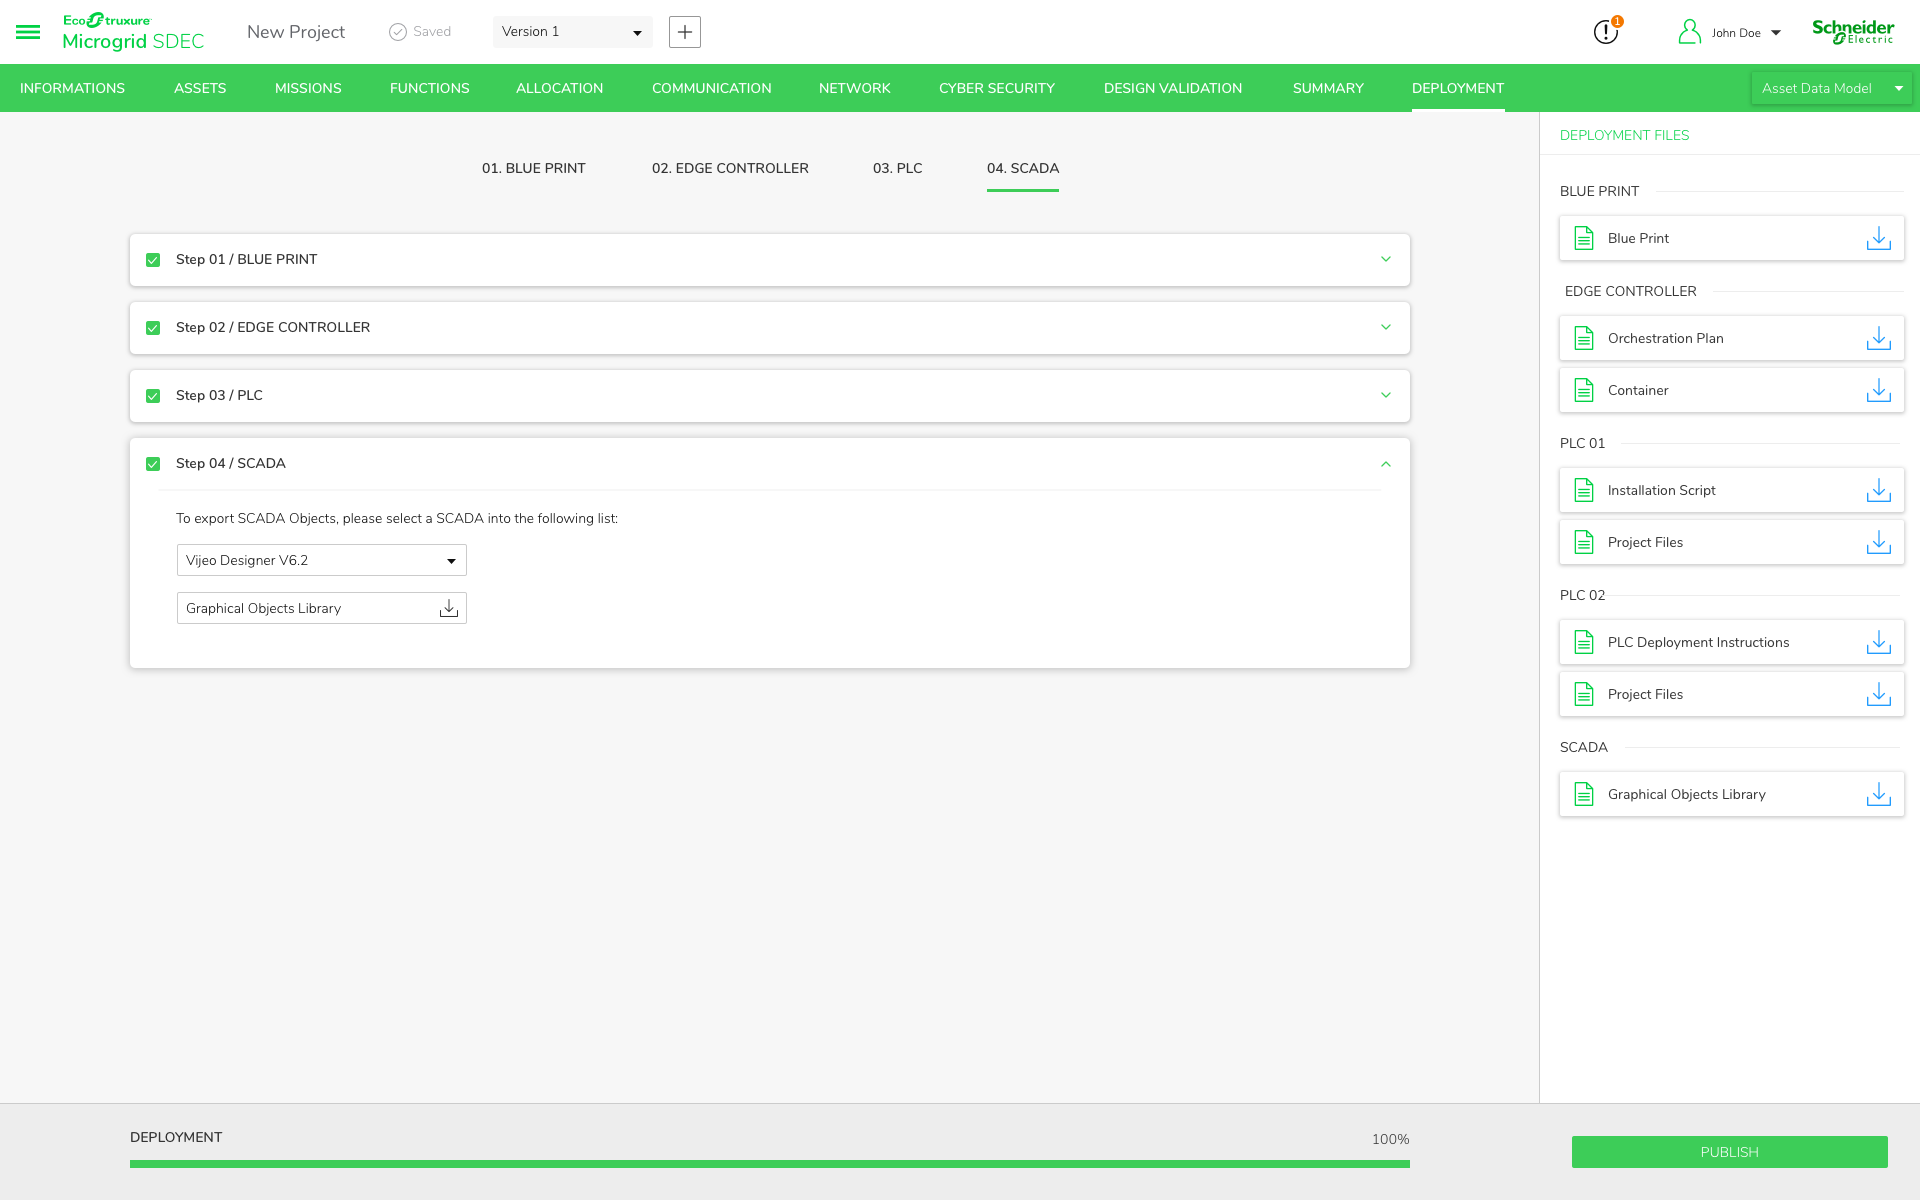 EcoStruxure
Microgrid SDEC
New Project
Saved
Version 1
1
John Doe
Schneider
Electric
INFORMATIONS
ASSETS
MISSIONS
FUNCTIONS
ALLOCATION
COMMUNICATION
NETWORK
CYBER SECURITY
DESIGN VALIDATION
SUMMARY
DEPLOYMENT
Asset Data Model
01. BLUE PRINT
02. EDGE CONTROLLER
03. PLC
04. SCADA
Step 01 / BLUE PRINT
Step 02 / EDGE CONTROLLER
Step 03 / PLC
Step 04 / SCADA
To export SCADA Objects, please select a SCADA into the following list:
Vijeo Designer V6.2
Graphical Objects Library
DEPLOYMENT FILES
BLUE PRINT
Blue Print
EDGE CONTROLLER
Orchestration Plan
Container
PLC 01
Installation Script
Project Files
PLC 02
PLC Deployment Instructions
Project Files
SCADA
Graphical Objects Library
DEPLOYMENT
100%
PUBLISH